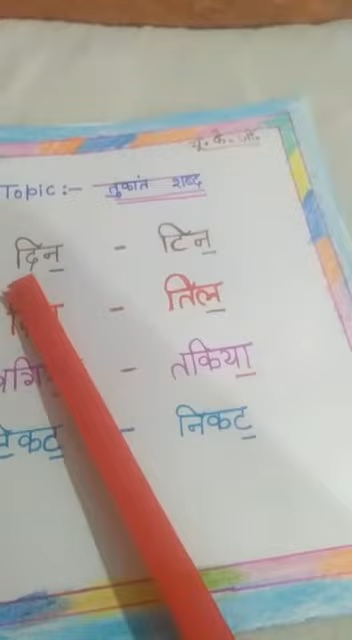 यू. के. जी.
Topic:- तुकांत शब्द
दिन - टिन
- तिल
- तकिया
- निकट